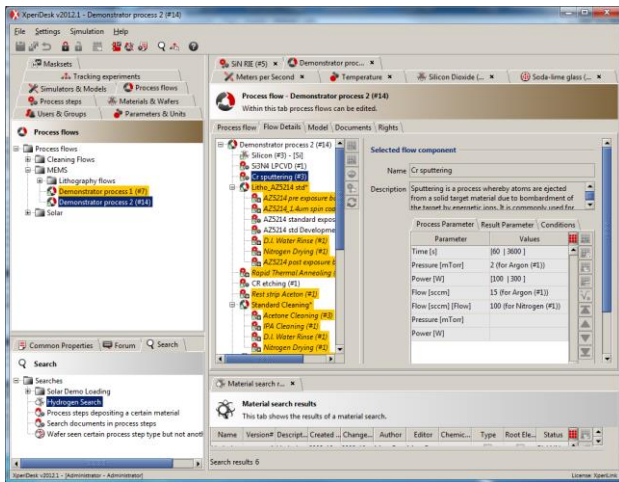 XperiDesk v2012.1 - Demonstrator process 2 (#14)
File Settings Simulation Help
Masksets
Tracking experiments
Simulators & Models Process flows
Process steps Materials & Wafers
Users & Groups Parameters & Units
Process flows
Process flows
Cleaning Flows
MEMS
Lithography flows
Demonstrator process 1 (#7)
Demonstrator process 2 (#14)
Solar
Common Properties Forum Search
Search
Searches
Solar Demo Loading
Hydrogen Search
Process steps depositing a certain material
Search documents in process steps
Wafer seen certain process step type but not anoth
SiN RIE (#5) Demonstrator proc...
Meters per Second Temperature Silicon Dioxide (... Soda-lime glass (...
Process flow - Demonstrator process 2 (#14)
Within this tab process flows can be edited.
Process flow Flow Details Model Documents Rights
Demonstrator process 2 (#14)
Silicon (#3) - [Si]
Si3N4 LPCVD (#1)
Cr sputtering (#3)
Litho_AZ5214 std*
AZ5214 pre exposure b
AZ5214_1.4um spin coa
AZ5214 standard expos
AZ5214 std Developme
D.I. Water Rinse (#1)
Nitrogen Drying (#1)
AZ5214 post exposure b
Rapid Thermal Annealing (
CR etching (#1)
Rest strip Aceton (#1)
Standard Cleaning*
Acetone Cleaning (#3)
IPA Cleaning (#1)
D.I. Water Rinse (#1)
Nitrogen Drying (#1)
Selected flow component
Name Cr sputtering
Description Sputtering is a process whereby atoms are ejected
from a solid target material due to bombardment of
the target by energetic ions. It is commonly used for
Process Parameter Result Parameter Conditions
Parameter Values
Time [s] [60 | 3600 ]
Pressure [mTorr] 2 (for Argon (#1))
Power [W] [100 | 300 ]
Flow [sccm] 15 (for Argon (#1))
Flow [sccm] [Flow] 100 (for Nitrogen (#1))
Pressure [mTorr]
Power [W]
Material search r...
Material search results
This tab shows the results of a material search.
Name Version# Descript... Created ... Change... Author Editor Chemic... Type Root Ele... Status
Search results 6
XperiDesk v2012.1 - [Administrator - Administrator] License: XperiLink